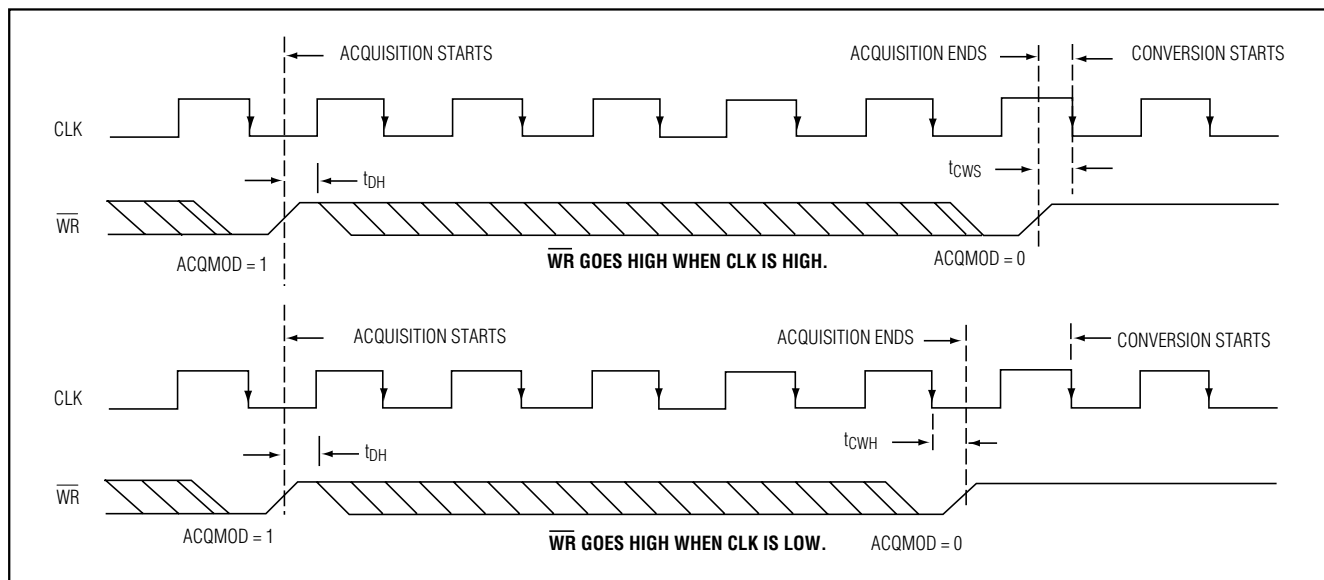 ACQUISITION STARTS
ACQUISITION ENDS
CONVERSION STARTS
CLK
tCWS
tDH
WR
ACQMOD = 1
WR GOES HIGH WHEN CLK IS HIGH.
ACQMOD = 0
ACQUISITION STARTS
ACQUISITION ENDS
CONVERSION STARTS
CLK
tCWH
tDH
WR
ACQMOD = 1
WR GOES HIGH WHEN CLK IS LOW.
ACQMOD = 0